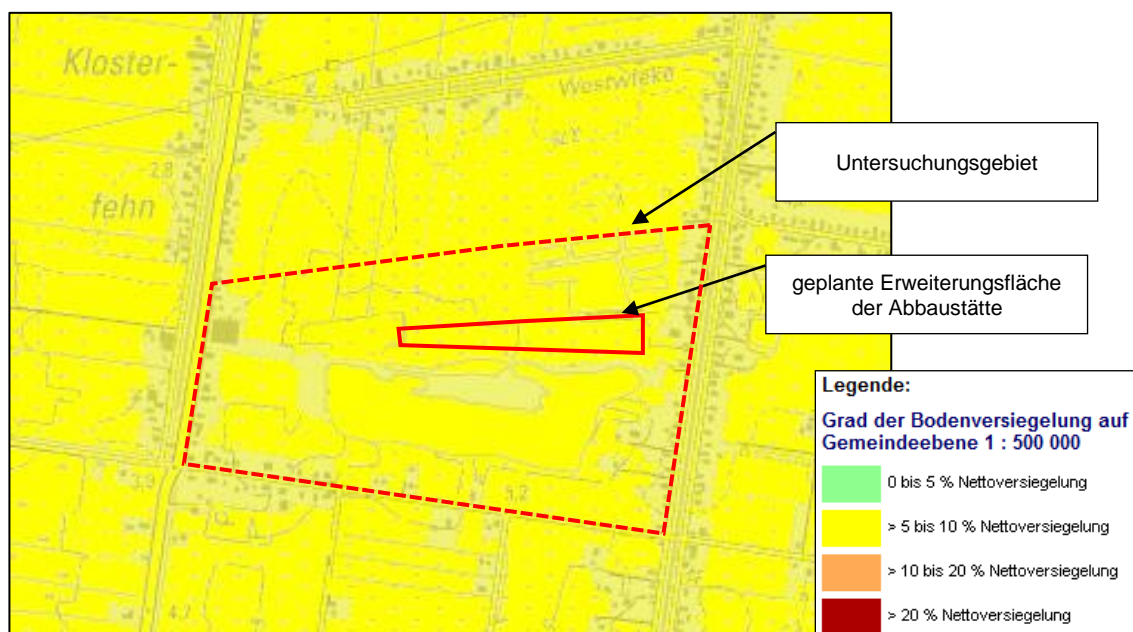 Kloster-
Westwieke
Untersuchungsgebiet
2,8
fehn
geplante Erweiterungsfläche
der Abbaustätte
Legende:
Grad der Bodenversiegelung auf
Gemeindeebene 1 : 500 000
3,9
5,2
0 bis 5 % Nettoversiegelung
> 5 bis 10 % Nettoversiegelung
> 10 bis 20 % Nettoversiegelung
4,7
> 20 % Nettoversiegelung